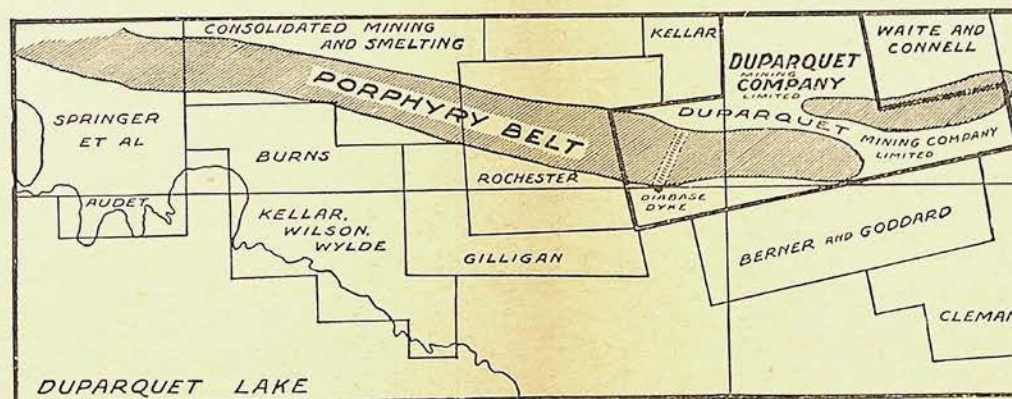 CONSOLIDATED MINING
AND SMELTING
KELLAR
DUPARQUET
MINING
COMPANY
LIMITED
WAITE AND
CONNELL
PORPHYRY BELT
DUPARQUET
MINING COMPANY
LIMITED
SPRINGER
ET AL
BURNS
ROCHESTER
DIABASE
DYKE
AUDET
KELLAR,
WILSON,
WYLDE
GILLIGAN
BERNER AND GODDARD
CLEMAN
DUPARQUET LAKE